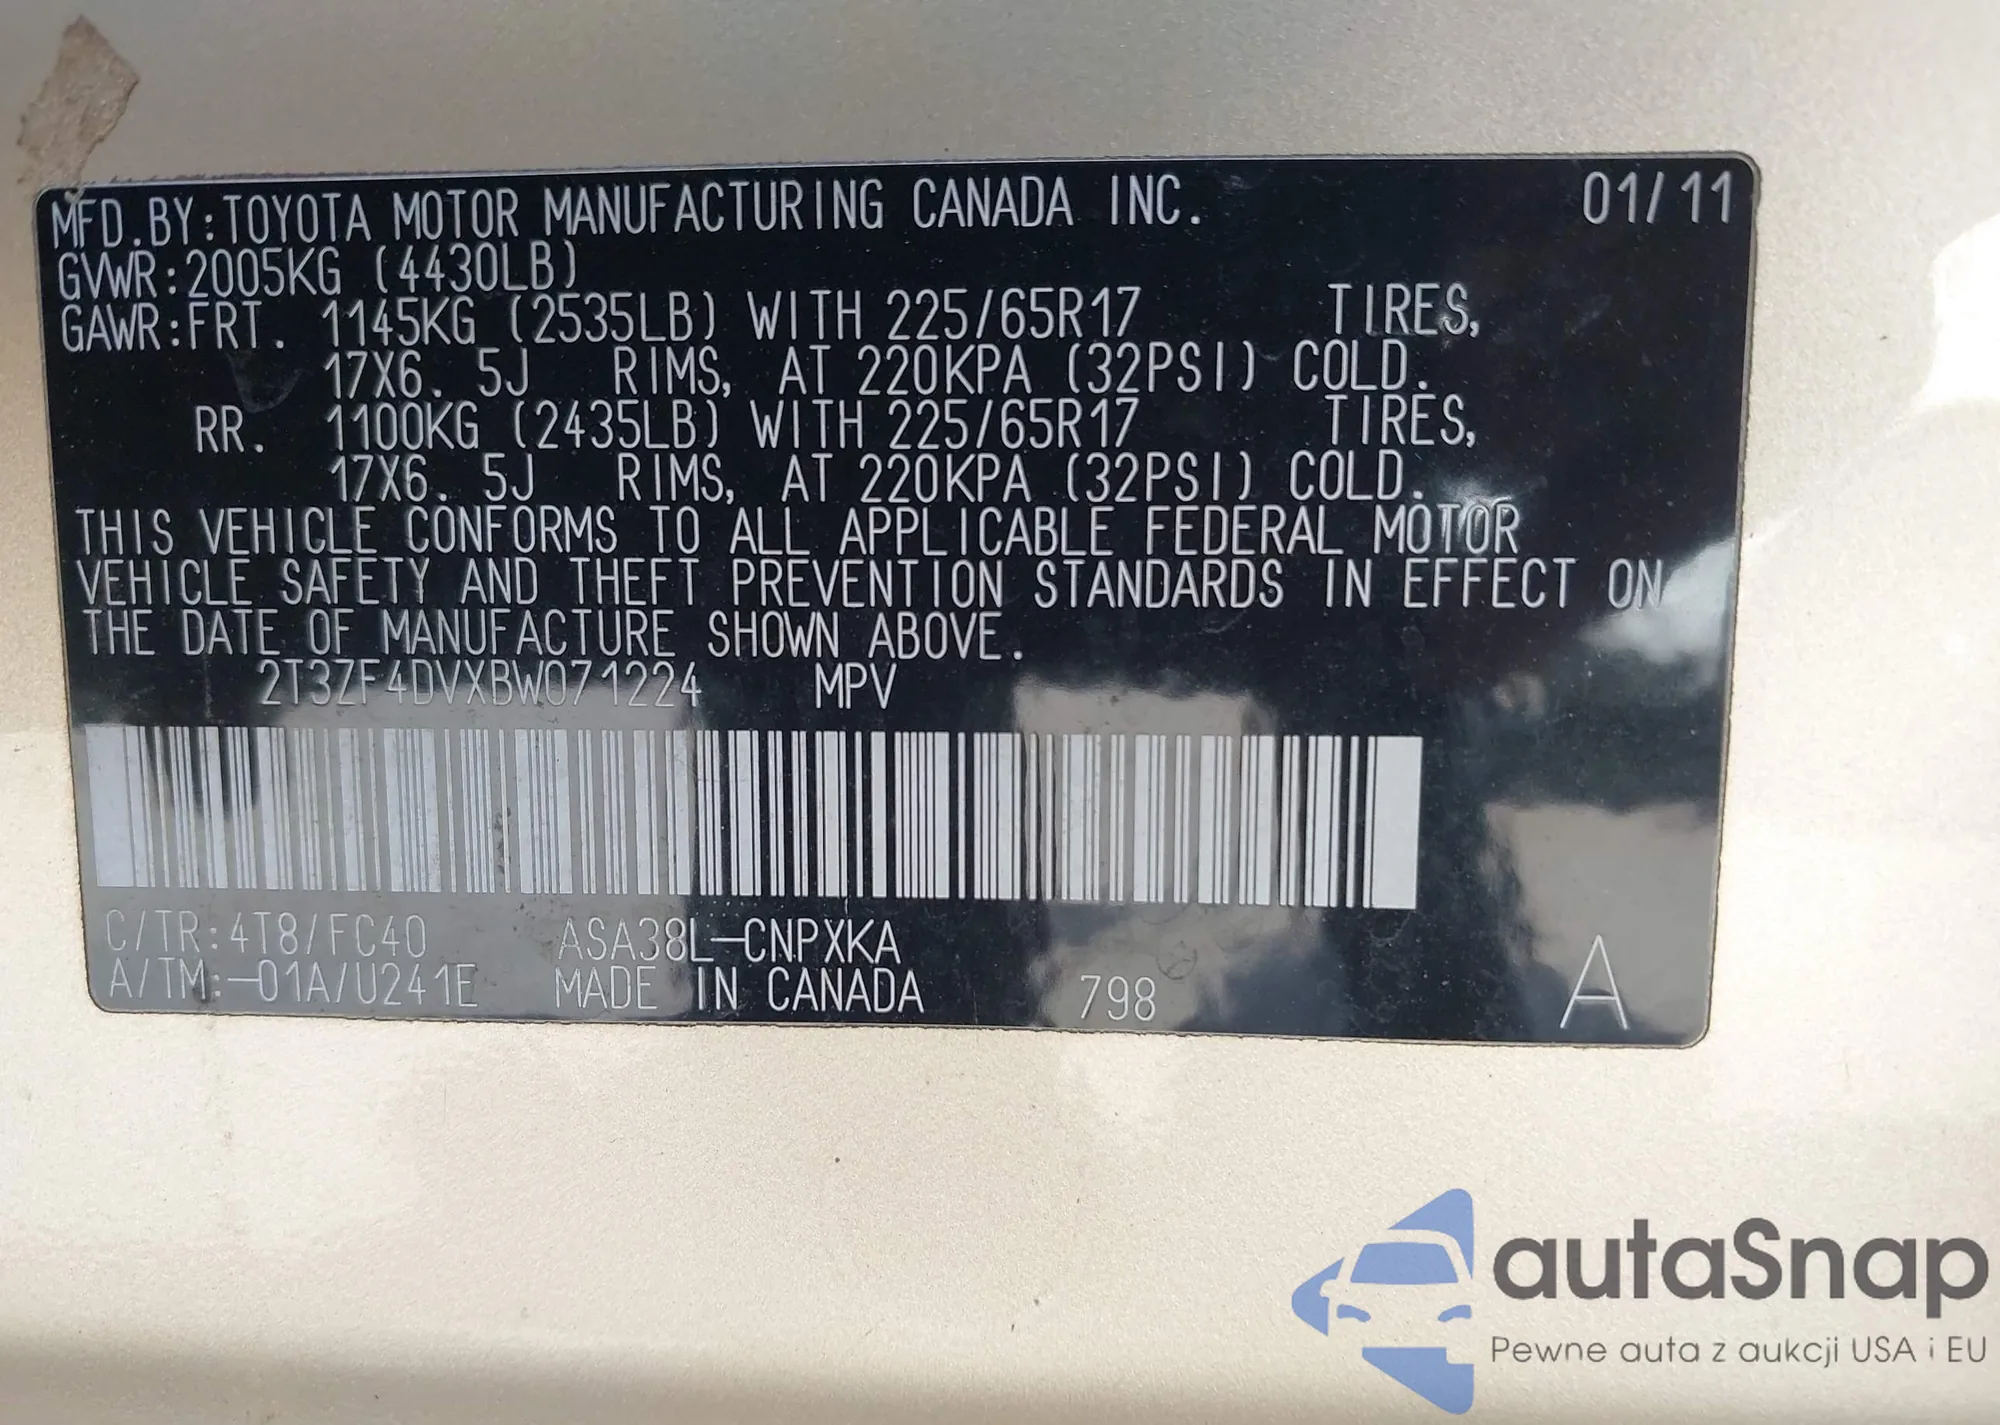 MFD.BY:TOYOTA MOTOR MANUFACTURING CANADA INC. 01/11
GVWR:2005KG (4430LB)
GAWR:FRT. 1145KG (2535LB) WITH 225/65R17 TIRES,
17X6.5J RIMS, AT 220KPA (32PSI) COLD.
RR. 1100KG (2435LB) WITH 225/65R17 TIRES,
17X6.5J RIMS, AT 220KPA (32PSI) COLD.
THIS VEHICLE CONFORMS TO ALL APPLICABLE FEDERAL MOTOR
VEHICLE SAFETY AND THEFT PREVENTION STANDARDS IN EFFECT ON
THE DATE OF MANUFACTURE SHOWN ABOVE.
2T3ZF4DVXBW071224 MPV
C/TR:4T8/FC40 ASA38L-CNPXKA
A/TM:-01A/U241E MADE IN CANADA 798 A
autaSnap
Pewne auta z aukcji USA i EU